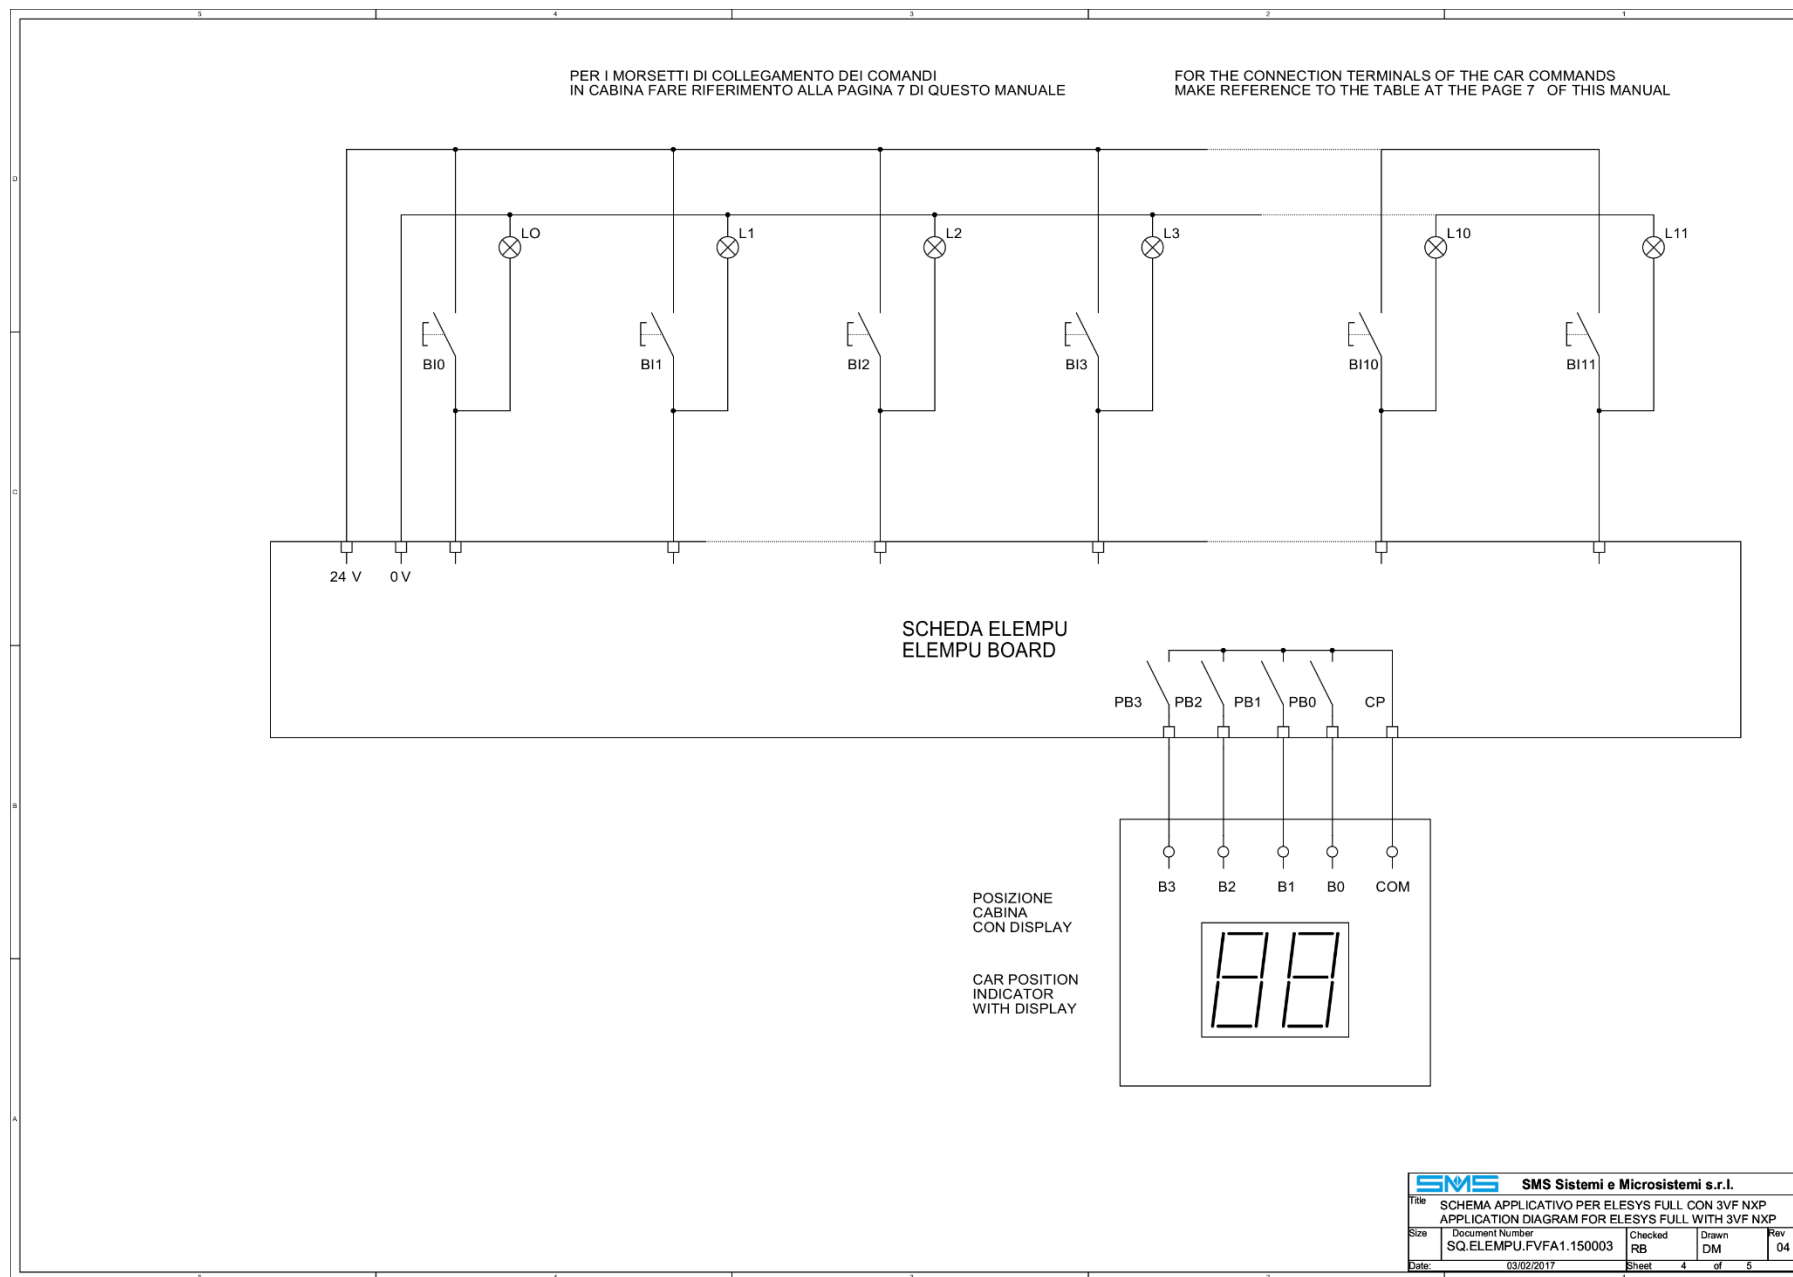 5 4 3 2 1
PER I MORSETTI DI COLLEGAMENTO DEI COMANDI
IN CABINA FARE RIFERIMENTO ALLA PAGINA 7 DI QUESTO MANUALE
FOR THE CONNECTION TERMINALS OF THE CAR COMMANDS
MAKE REFERENCE TO THE TABLE AT THE PAGE 7 OF THIS MANUAL
D
LO L1 L2 L3 L10 L11
BI0 BI1 BI2 BI3 BI10 BI11
C
24 V 0 V
SCHEDA ELEMPU
ELEMPU BOARD
PB3 PB2 PB1 PB0 CP
B
B3 B2 B1 B0 COM
POSIZIONE
CABINA
CON DISPLAY
CAR POSITION
INDICATOR
WITH DISPLAY
88
A
SMS SMS Sistemi e Microsistemi s.r.l.
Title SCHEMA APPLICATIVO PER ELESYS FULL CON 3VF NXP
APPLICATION DIAGRAM FOR ELESYS FULL WITH 3VF NXP
Size Document Number Checked Drawn Rev
SQ.ELEMPU.FVFA1.150003 RB DM 04
Date: 03/02/2017 Sheet 4 of 5